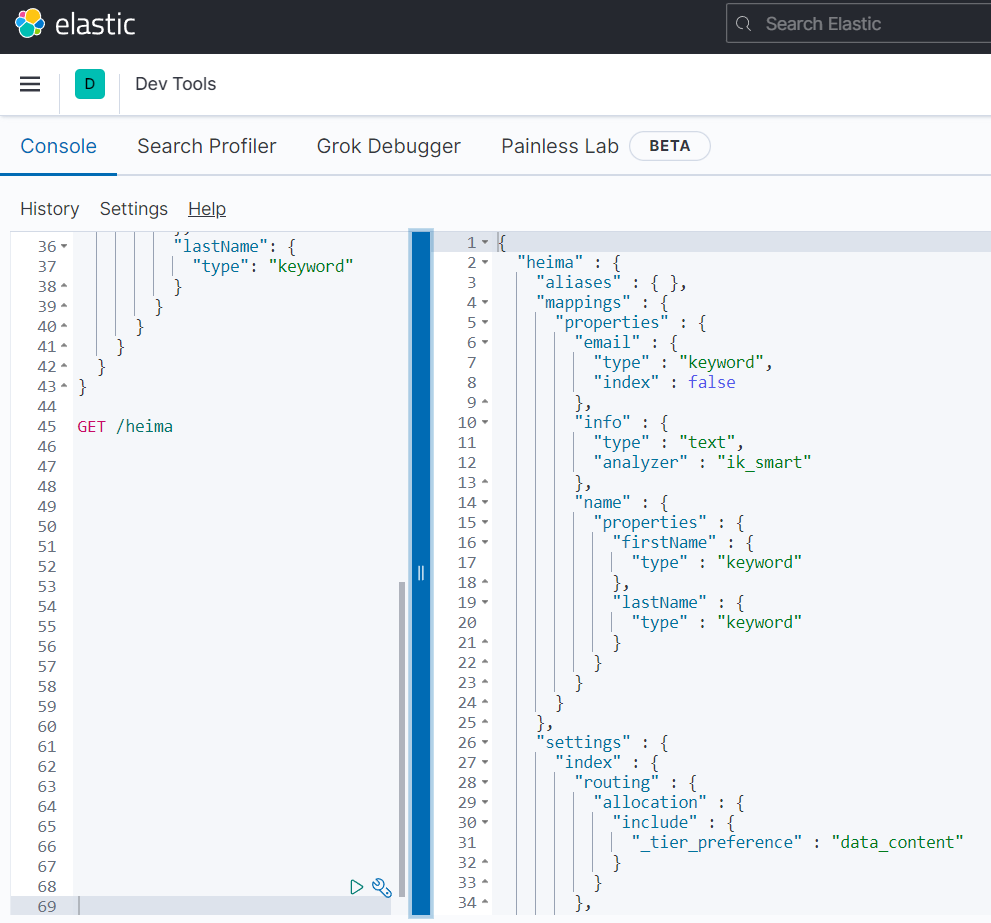 elastic
Search Elastic
D
Dev Tools
Console
Search Profiler
Grok Debugger
Painless Lab
BETA
History
Settings
Help
36 "lastName": {
37 "type": "keyword"
38 }
39 }
40 }
41 }
42 }
43 }
44
45 GET /heima
46
47
48
49
50
51
52
53
54
55
56
57
58
59
60
61
62
63
64
65
66
67
68
69
1 {
2 "heima" : {
3 "aliases" : { },
4 "mappings" : {
5 "properties" : {
6 "email" : {
7 "type" : "keyword",
8 "index" : false
9 },
10 "info" : {
11 "type" : "text",
12 "analyzer" : "ik_smart"
13 },
14 "name" : {
15 "properties" : {
16 "firstName" : {
17 "type" : "keyword"
18 },
19 "lastName" : {
20 "type" : "keyword"
21 }
22 }
23 }
24 }
25 },
26 "settings" : {
27 "index" : {
28 "routing" : {
29 "allocation" : {
30 "include" : {
31 "_tier_preference" : "data_content"
32 }
33 }
34 },